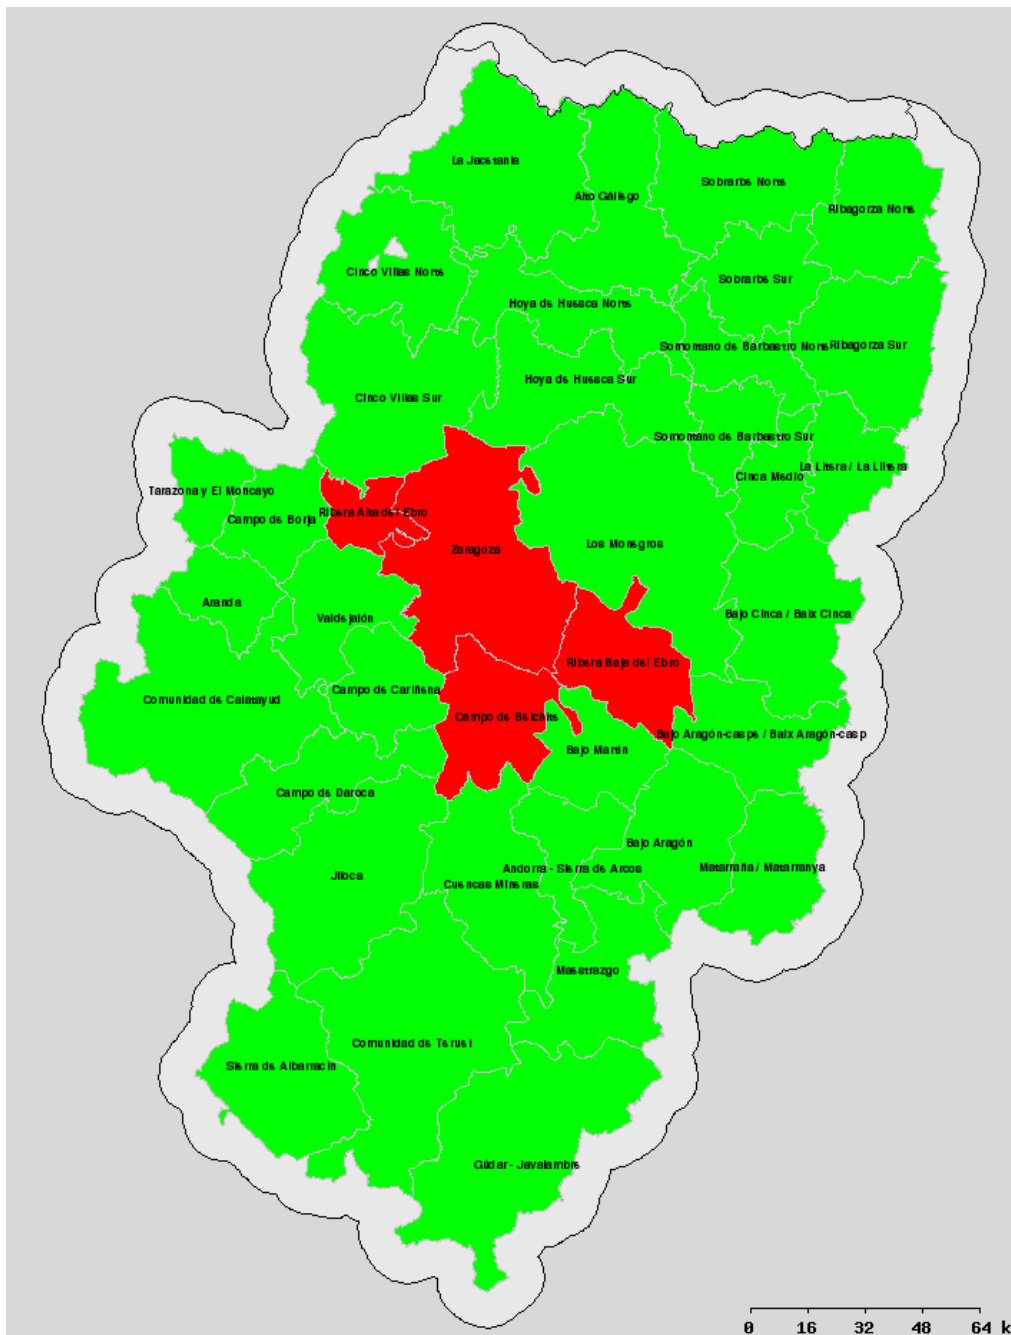 La Jacetania
Alto Gállego
Sobrarbe Norte
Ribagorza Norte
Cinco Villas Norte
Sobrarbe Sur
Hoya de Huesca Norte
Somontano de Barbastro Norte
Ribagorza Sur
Hoya de Huesca Sur
Cinco Villas Sur
Somontano de Barbastro Sur
La Litera / La Llitera
Cinca Medio
Tarazona y El Moncayo
Campo de Borja
Ribera Alta del Ebro
Zaragoza
Los Monegros
Aranda
Valdejalón
Bajo Cinca / Baix Cinca
Ribera Baja del Ebro
Comunidad de Calatayud
Campo de Cariñena
Campo de Belchite
Bajo Aragón-caspe / Baix Aragón-casp
Bajo Martín
Campo de Daroca
Bajo Aragón
Jiloca
Andorra - Sierra de Arcos
Matarraña / Matarranya
Cuencas Mineras
Maestrazgo
Comunidad de Teruel
Sierra de Albarracín
Gúdar - Javalambre
0 16 32 48 64 k